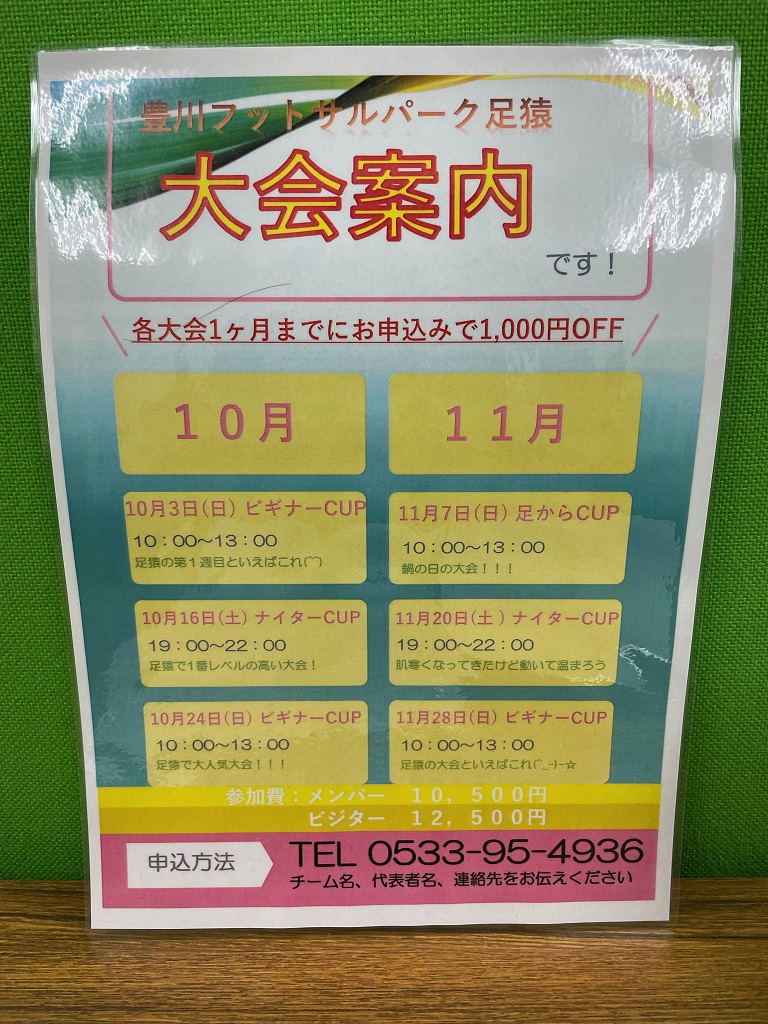 豊川フットサルパーク足猿
大会案内
です！
各大会1ヶ月までにお申込みで1,000円OFF
１０月
１１月
10月3日(日) ビギナーCUP
10：00～13：00
足猿の第１週目といえばこれ(⌒⌒)
11月7日(日) 足からCUP
10：00～13：00
鍋の日の大会！！！
10月16日(土) ナイターCUP
19：00～22：00
足猿で1番レベルの高い大会！
11月20日(土 ) ナイターCUP
19：00～22：00
肌寒くなってきたけど動いて温まろう
10月24日(日) ビギナーCUP
10：00～13：00
足猿で大人気大会！！！
11月28日(日) ビギナーCUP
10：00～13：00
足猿の大会といえばこれ(^_-)-☆
参加費：メンバー　１０，５００円
ビジター　１２，５００円
申込方法
TEL 0533-95-4936
チーム名、代表者名、連絡先をお伝えください